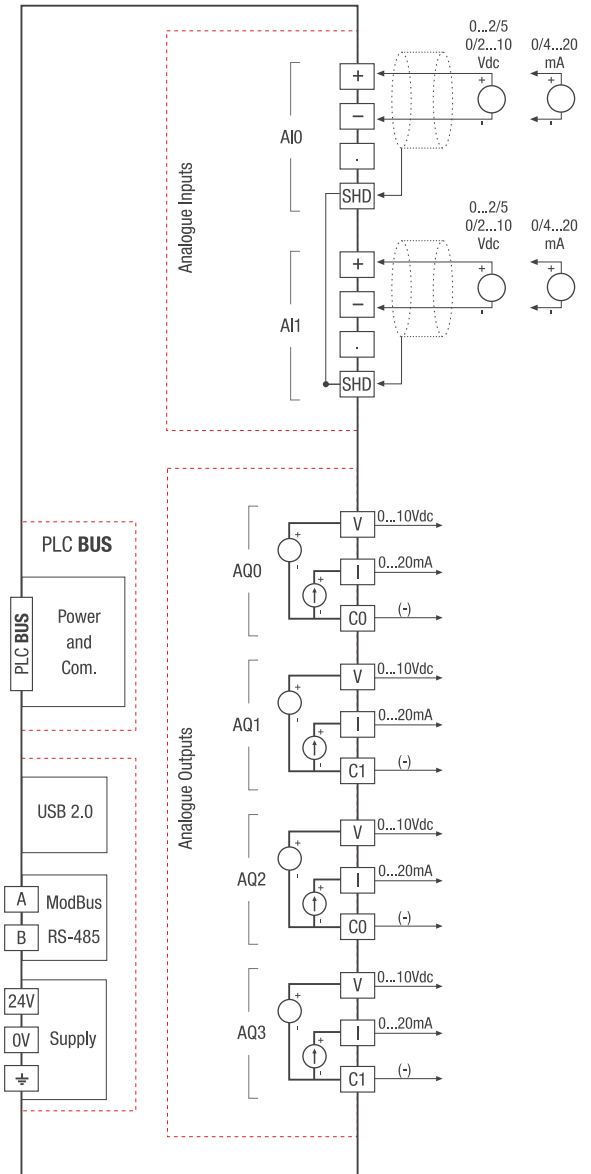 Analogue Inputs
AI0
+
−
.
SHD
0...2/5
0/2...10
Vdc
+
-
0/4...20
mA
+
-
AI1
+
−
.
SHD
0...2/5
0/2...10
Vdc
+
-
0/4...20
mA
+
-
Analogue Outputs
AQ0
+
-
+
-
V 0...10Vdc
I 0...20mA
C0 (-)
AQ1
+
-
+
-
V 0...10Vdc
I 0...20mA
C1 (-)
AQ2
+
-
+
-
V 0...10Vdc
I 0...20mA
C0 (-)
AQ3
+
-
+
-
V 0...10Vdc
I 0...20mA
C1 (-)
PLC BUS
PLC BUS
Power
and
Com.
USB 2.0
A
B
ModBus
RS-485
24V
0V
Supply